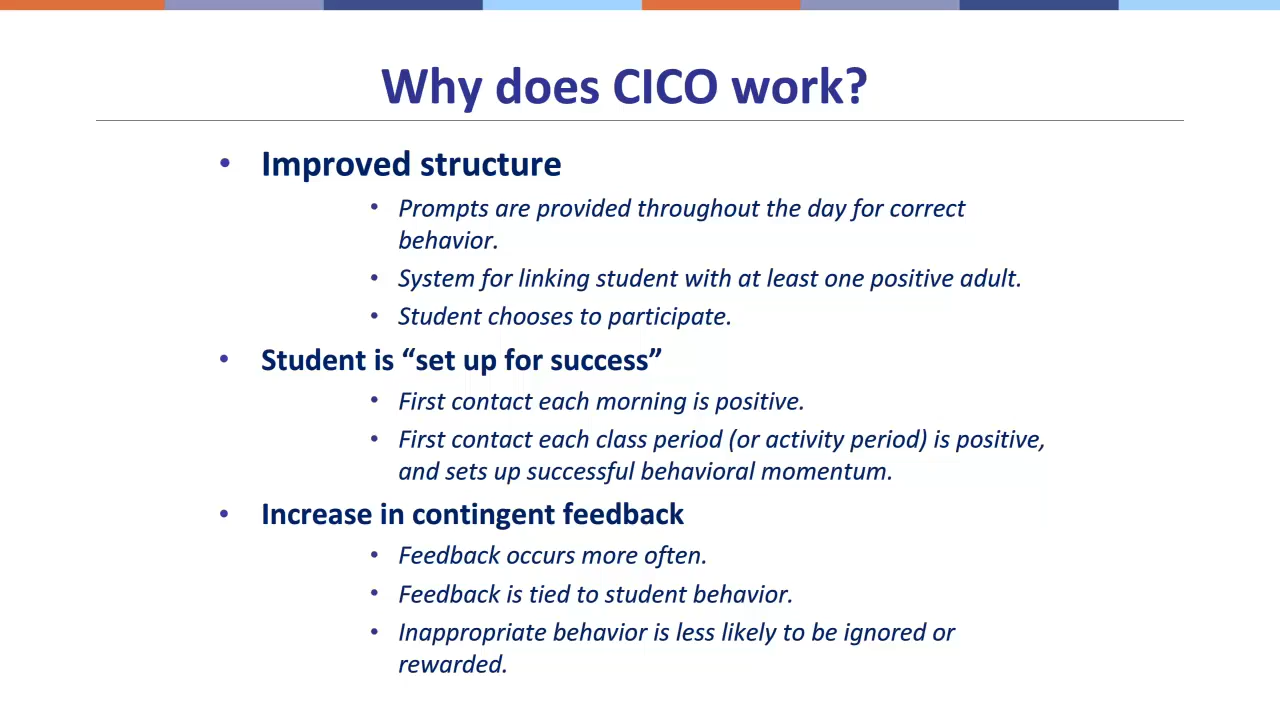 Why does CICO work?
• Improved structure
• Prompts are provided throughout the day for correct
behavior.
• System for linking student with at least one positive adult.
• Student chooses to participate.
• Student is “set up for success”
• First contact each morning is positive.
• First contact each class period (or activity period) is positive,
and sets up successful behavioral momentum.
• Increase in contingent feedback
• Feedback occurs more often.
• Feedback is tied to student behavior.
• Inappropriate behavior is less likely to be ignored or
rewarded.